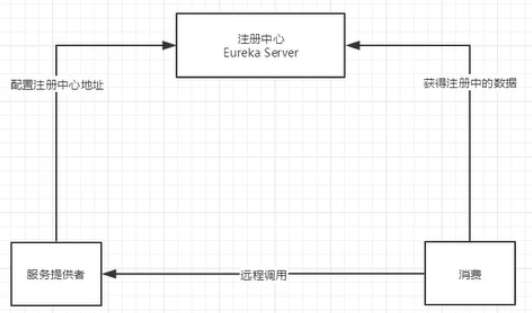 注册中心
Eureka Server
配置注册中心地址
获得注册中的数据
服务提供者
远程调用
消费